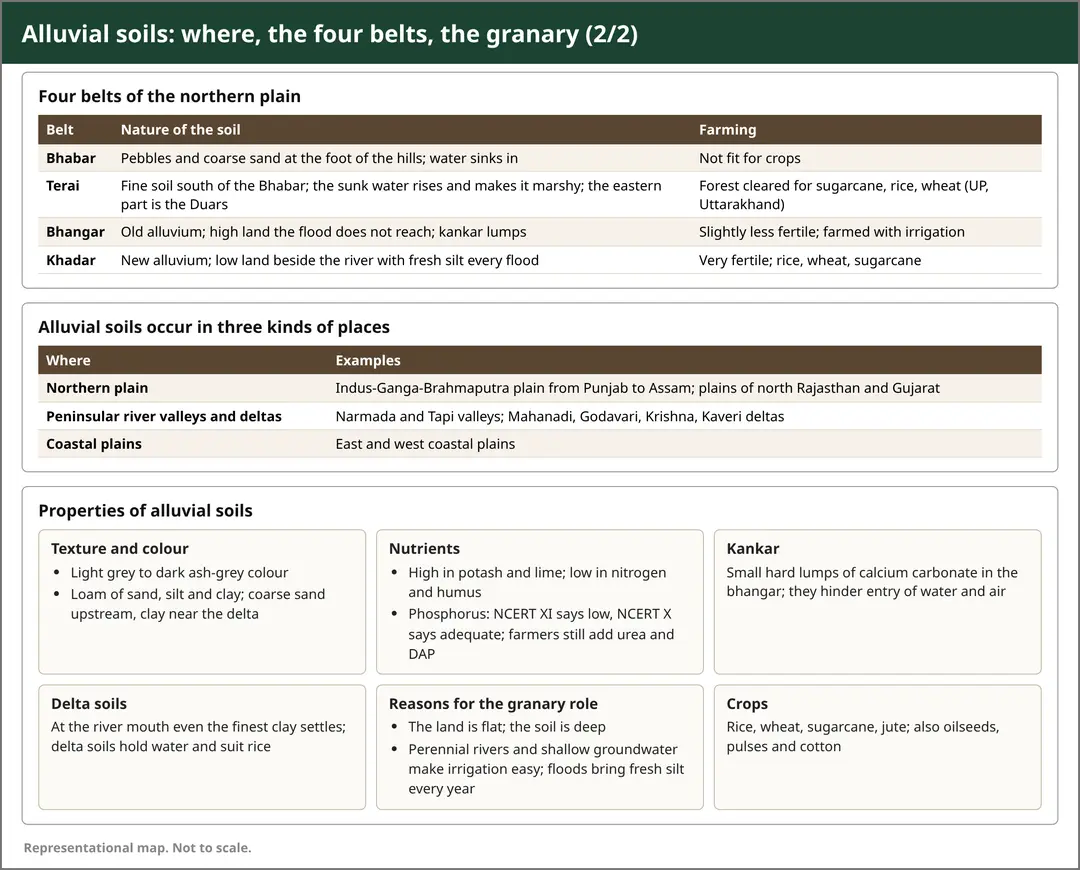 Alluvial soils: where, the four belts, the granary (2/2)
Four belts of the northern plain
Belt Nature of the soil Farming
Bhabar Pebbles and coarse sand at the foot of the hills; water sinks in Not fit for crops
Terai Fine soil south of the Bhabar; the sunk water rises and makes it marshy; the eastern Forest cleared for sugarcane, rice, wheat (UP,
part is the Duars Uttarakhand)
Bhangar Old alluvium; high land the flood does not reach; kankar lumps Slightly less fertile; farmed with irrigation
Khadar New alluvium; low land beside the river with fresh silt every flood Very fertile; rice, wheat, sugarcane
Alluvial soils occur in three kinds of places
Where Examples
Northern plain Indus-Ganga-Brahmaputra plain from Punjab to Assam; plains of north Rajasthan and Gujarat
Peninsular river valleys and deltas Narmada and Tapi valleys; Mahanadi, Godavari, Krishna, Kaveri deltas
Coastal plains East and west coastal plains
Properties of alluvial soils
Texture and colour
• Light grey to dark ash-grey colour
• Loam of sand, silt and clay; coarse sand
upstream, clay near the delta
Nutrients
• High in potash and lime; low in nitrogen
and humus
• Phosphorus: NCERT XI says low, NCERT X
says adequate; farmers still add urea and
DAP
Kankar
Small hard lumps of calcium carbonate in the
bhangar; they hinder entry of water and air
Delta soils
At the river mouth even the finest clay settles;
delta soils hold water and suit rice
Reasons for the granary role
• The land is flat; the soil is deep
• Perennial rivers and shallow groundwater
make irrigation easy; floods bring fresh silt
every year
Crops
Rice, wheat, sugarcane, jute; also oilseeds,
pulses and cotton
Representational map. Not to scale.